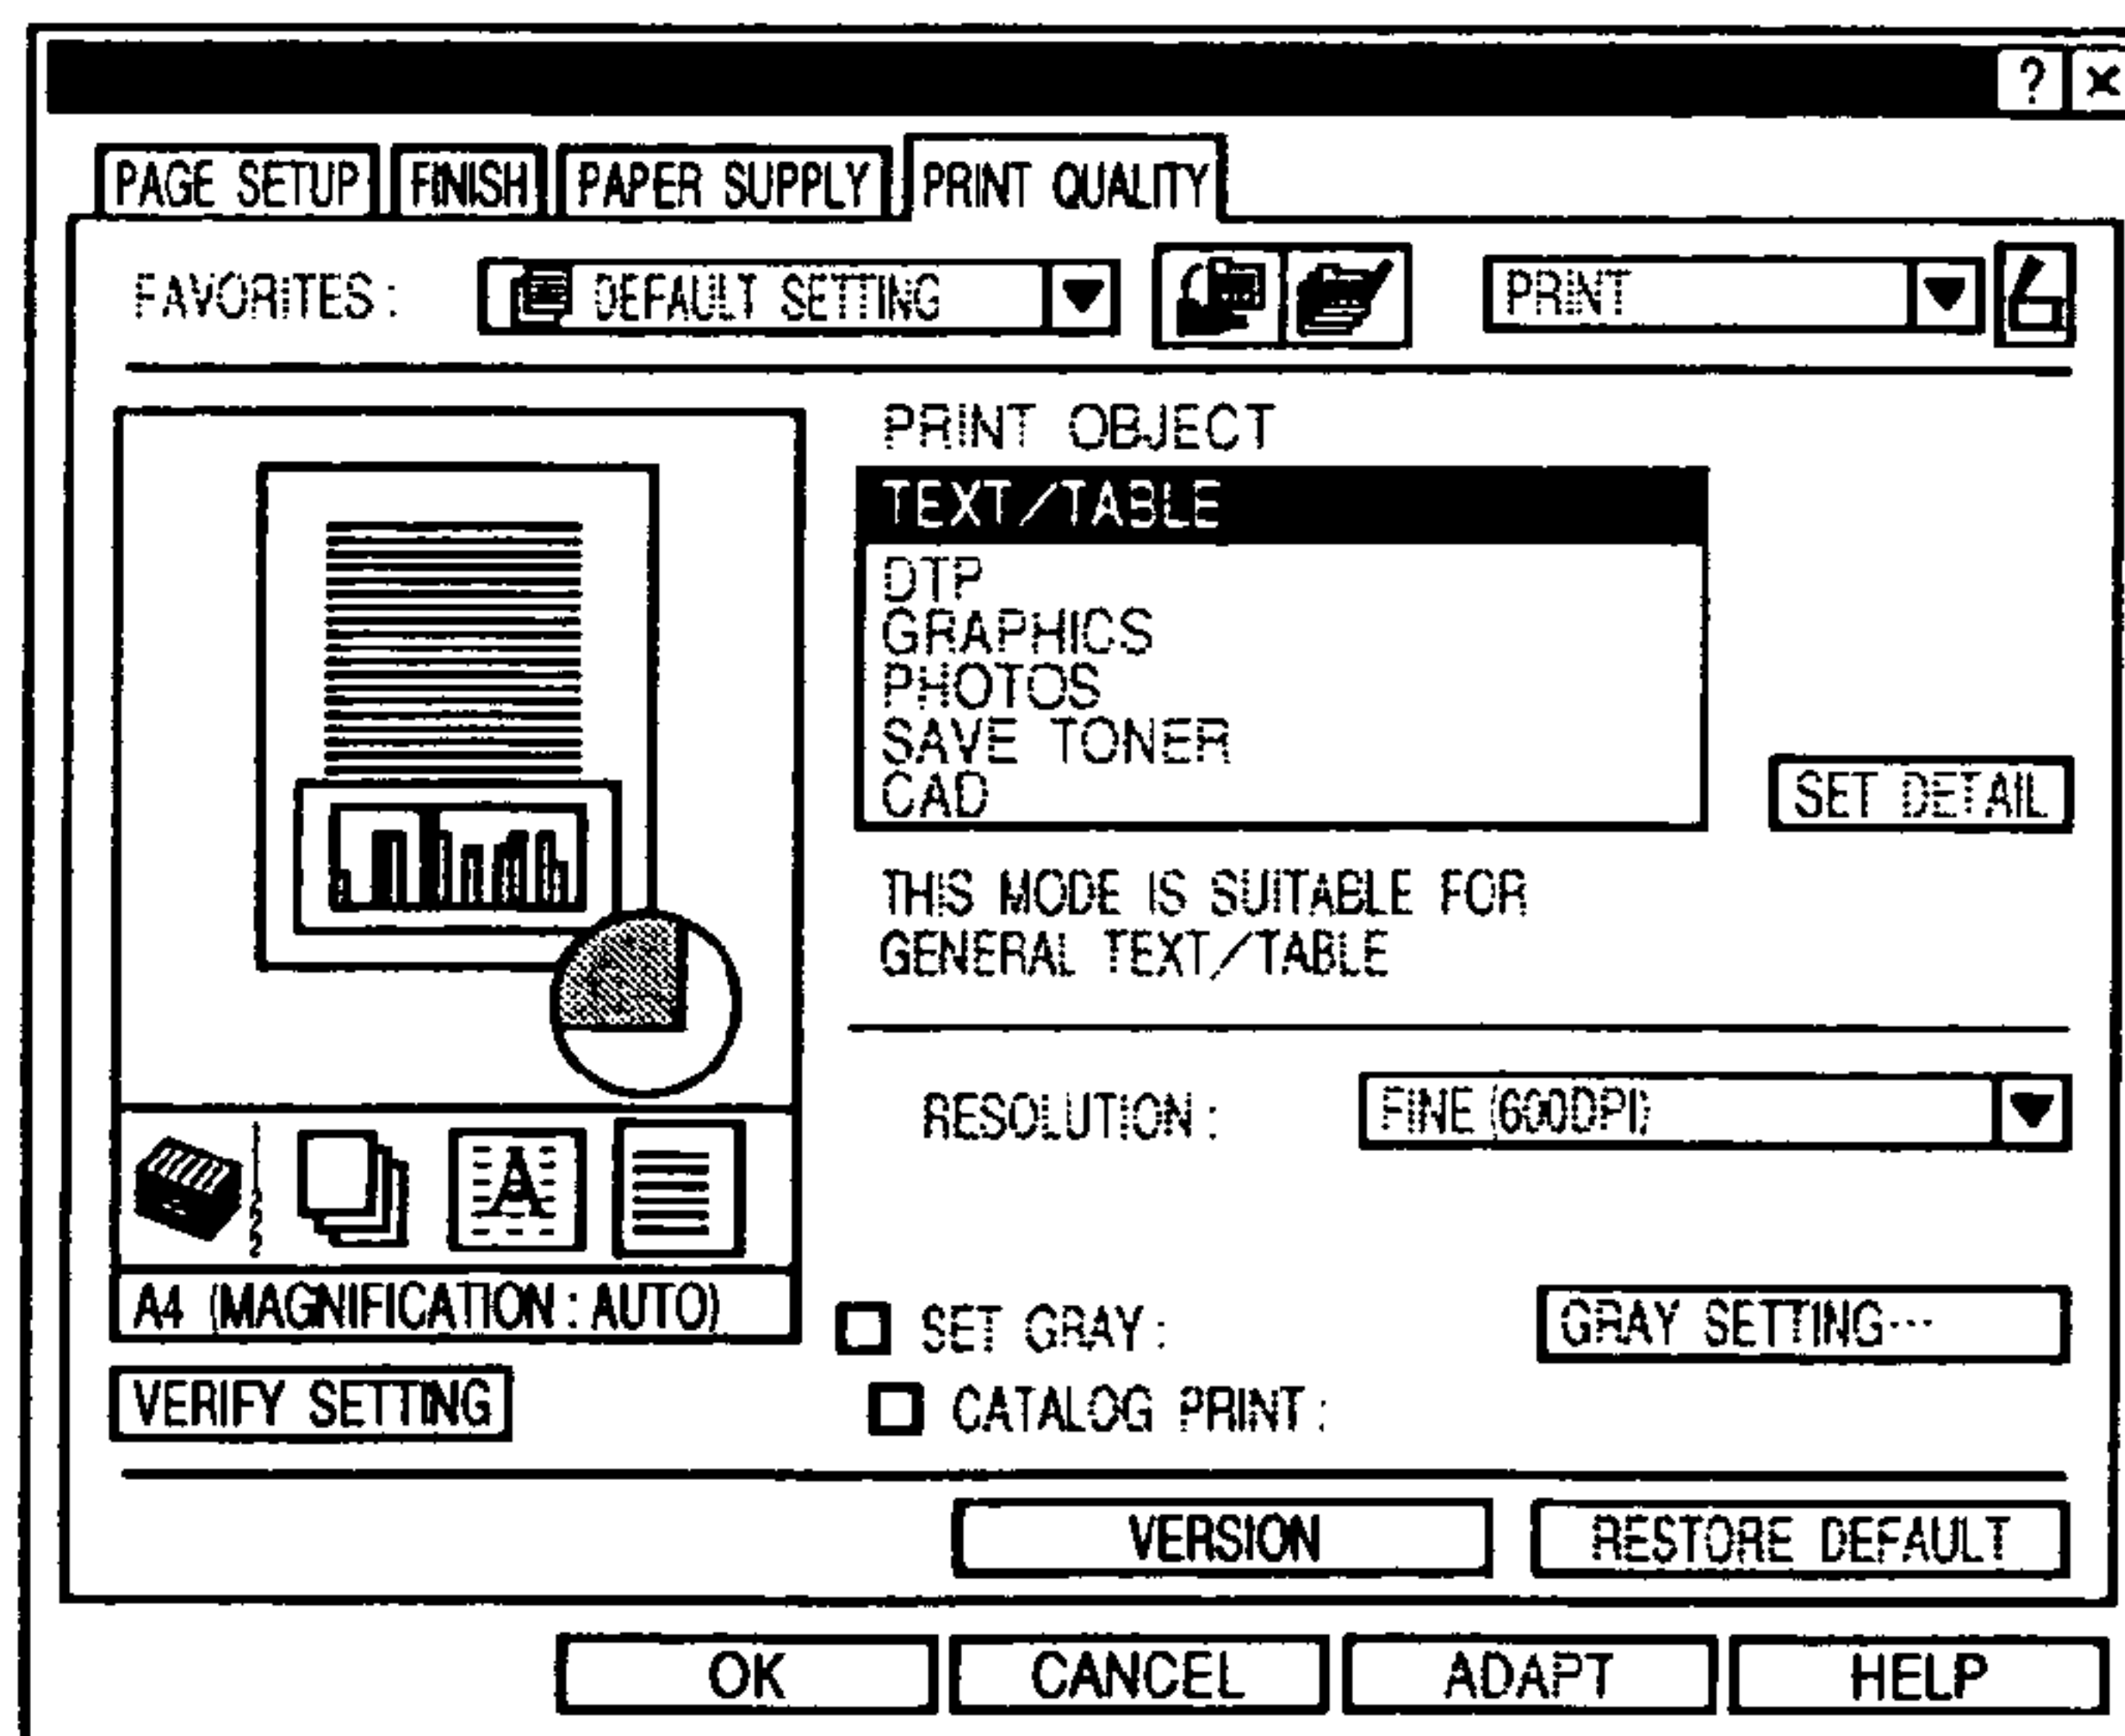 ? ×
PAGE SETUP FINISH PAPER SUPPLY PRINT QUALITY
FAVORITES : DEFAULT SETTING PRINT
PRINT OBJECT
TEXT/TABLE
DTP
GRAPHICS
PHOTOS
SAVE TONER
CAD
SET DETAIL
THIS MODE IS SUITABLE FOR
GENERAL TEXT/TABLE
RESOLUTION : FINE (600DPI)
A
A4 (MAGNIFICATION : AUTO)
SET GRAY : GRAY SETTING···
VERIFY SETTING
CATALOG PRINT :
VERSION RESTORE DEFAULT
OK CANCEL ADAPT HELP